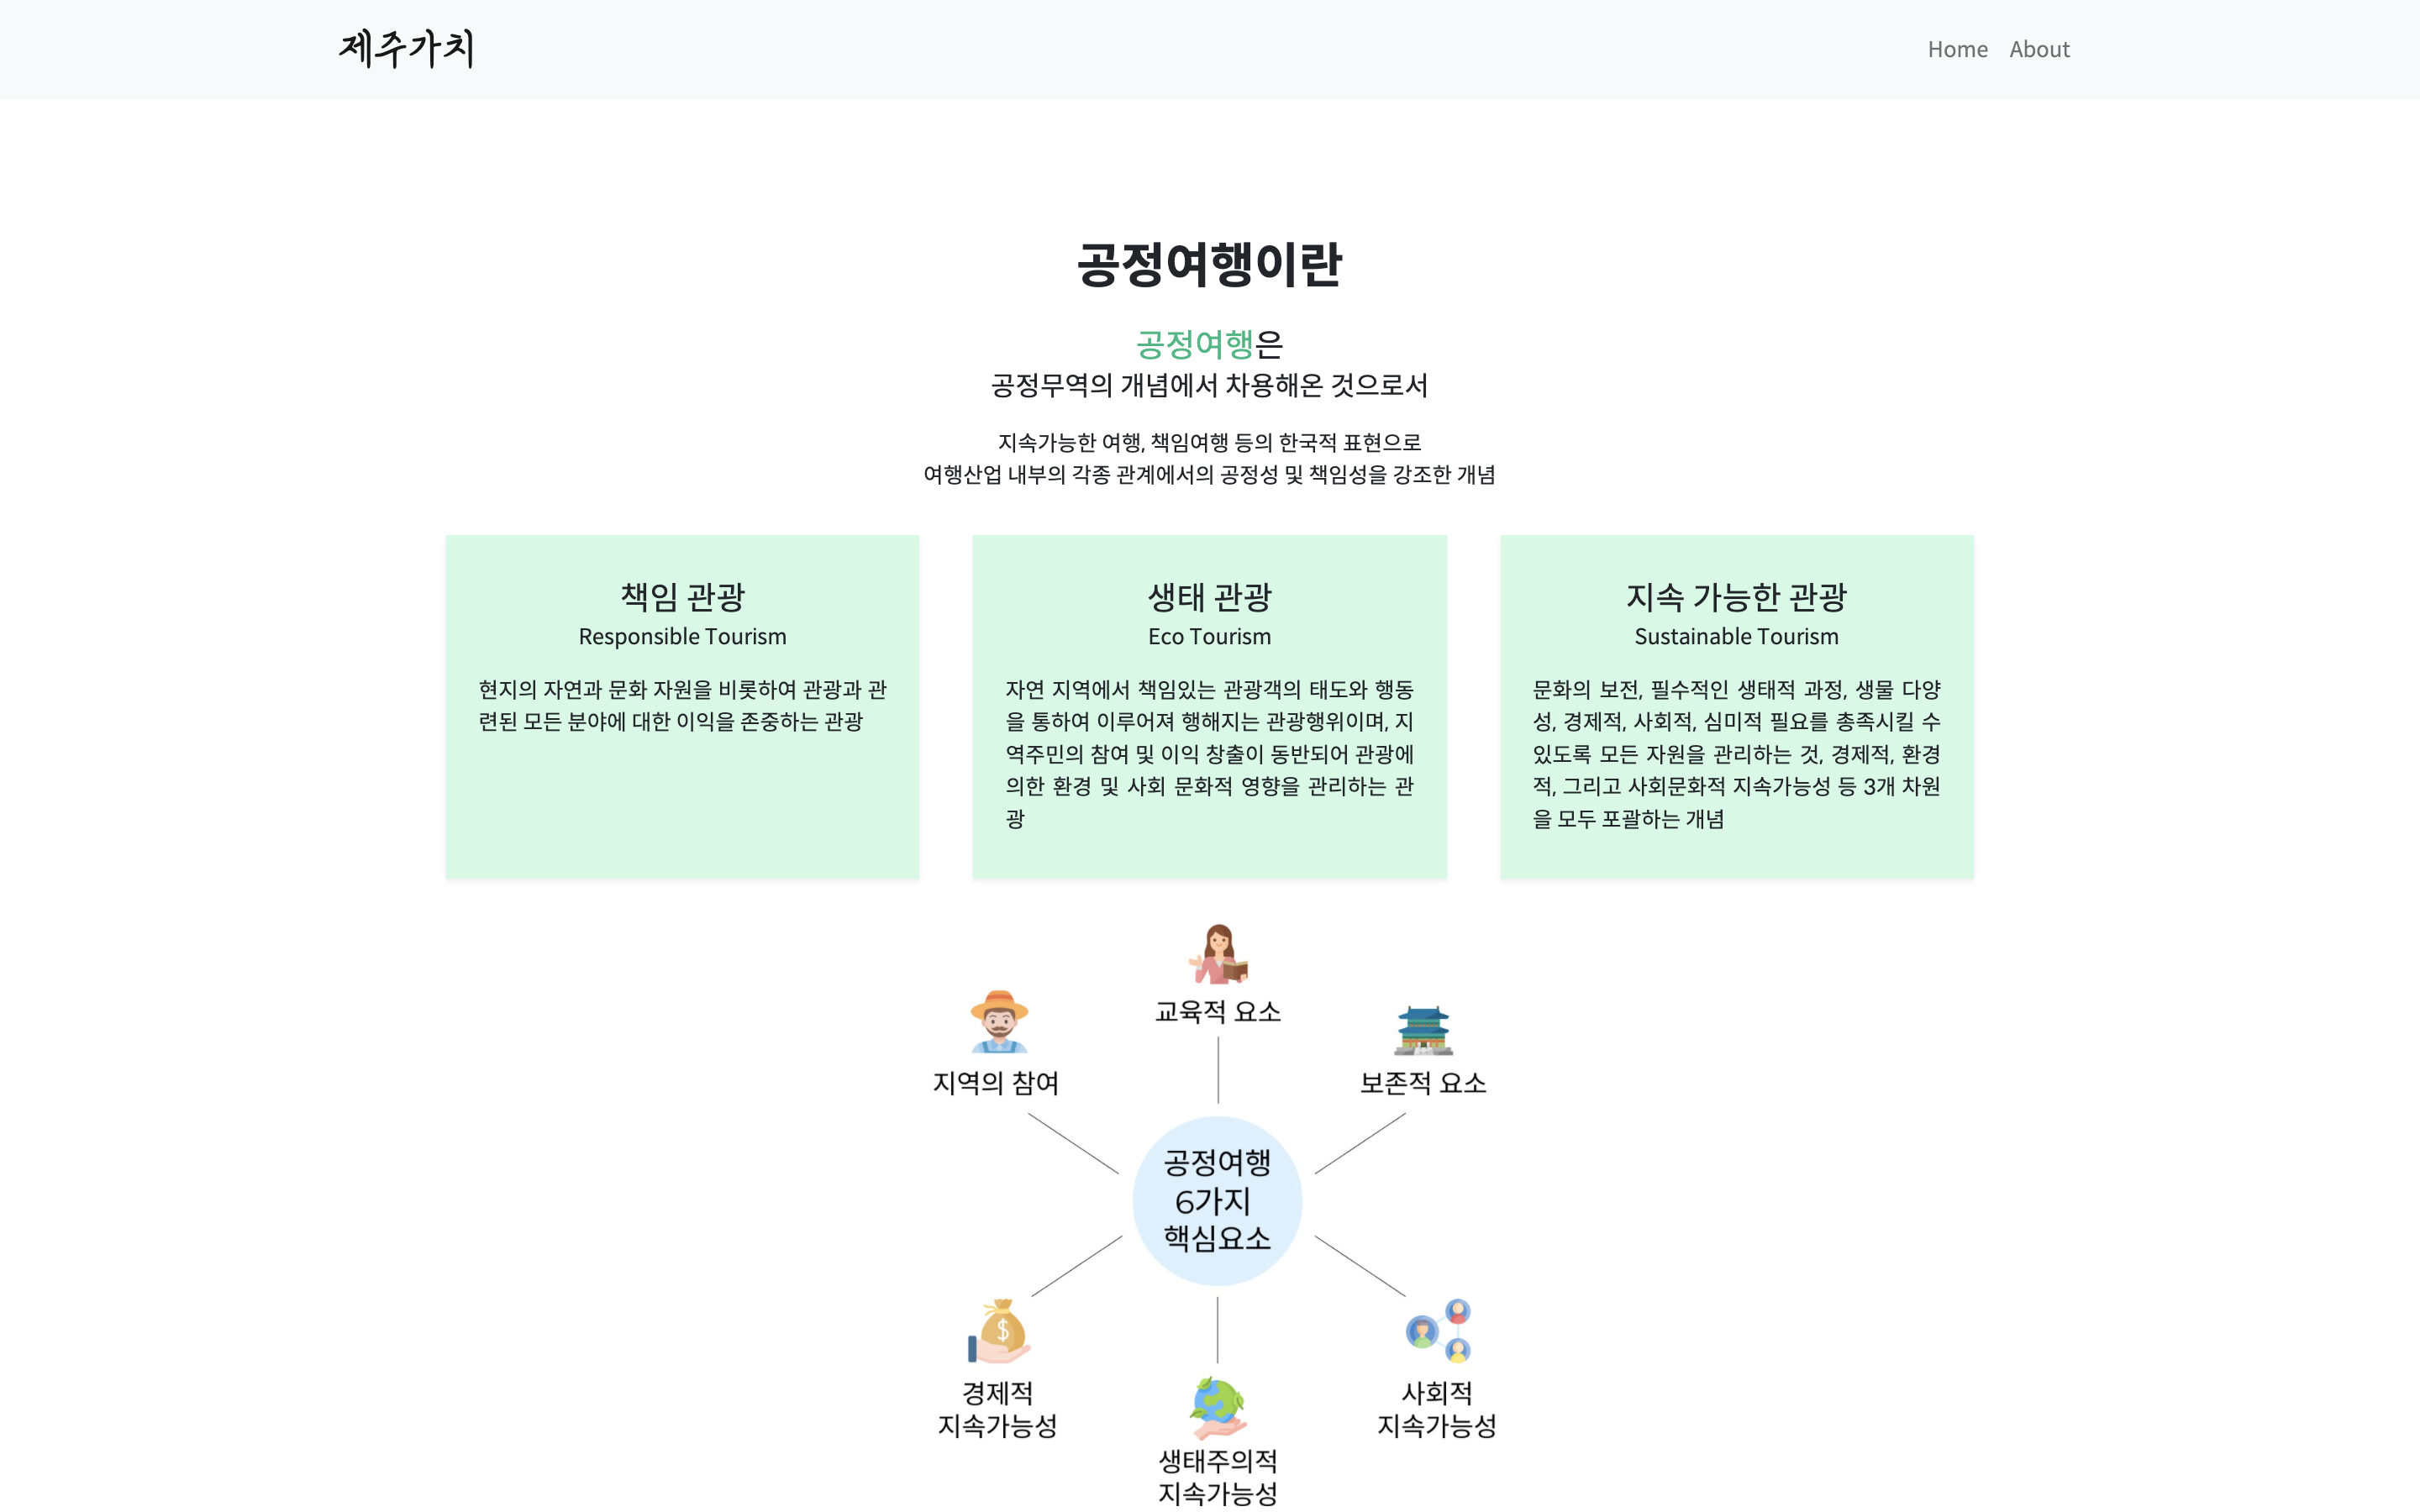 제주가치
Home About
공정여행이란
공정여행은
공정무역의 개념에서 차용해온 것으로서
지속가능한 여행, 책임여행 등의 한국적 표현으로
여행산업 내부의 각종 관계에서의 공정성 및 책임성을 강조한 개념
책임 관광
Responsible Tourism
현지의 자연과 문화 자원을 비롯하여 관광과 관
련된 모든 분야에 대한 이익을 존중하는 관광
생태 관광
Eco Tourism
자연 지역에서 책임있는 관광객의 태도와 행동
을 통하여 이루어져 행해지는 관광행위이며, 지
역주민의 참여 및 이익 창출이 동반되어 관광에
의한 환경 및 사회 문화적 영향을 관리하는 관
광
지속 가능한 관광
Sustainable Tourism
문화의 보전, 필수적인 생태적 과정, 생물 다양
성, 경제적, 사회적, 심미적 필요를 총족시킬 수
있도록 모든 자원을 관리하는 것, 경제적, 환경
적, 그리고 사회문화적 지속가능성 등 3개 차원
을 모두 포괄하는 개념
교육적 요소
지역의 참여
보존적 요소
공정여행
6가지
핵심요소
경제적
지속가능성
생태주의적
지속가능성
사회적
지속가능성